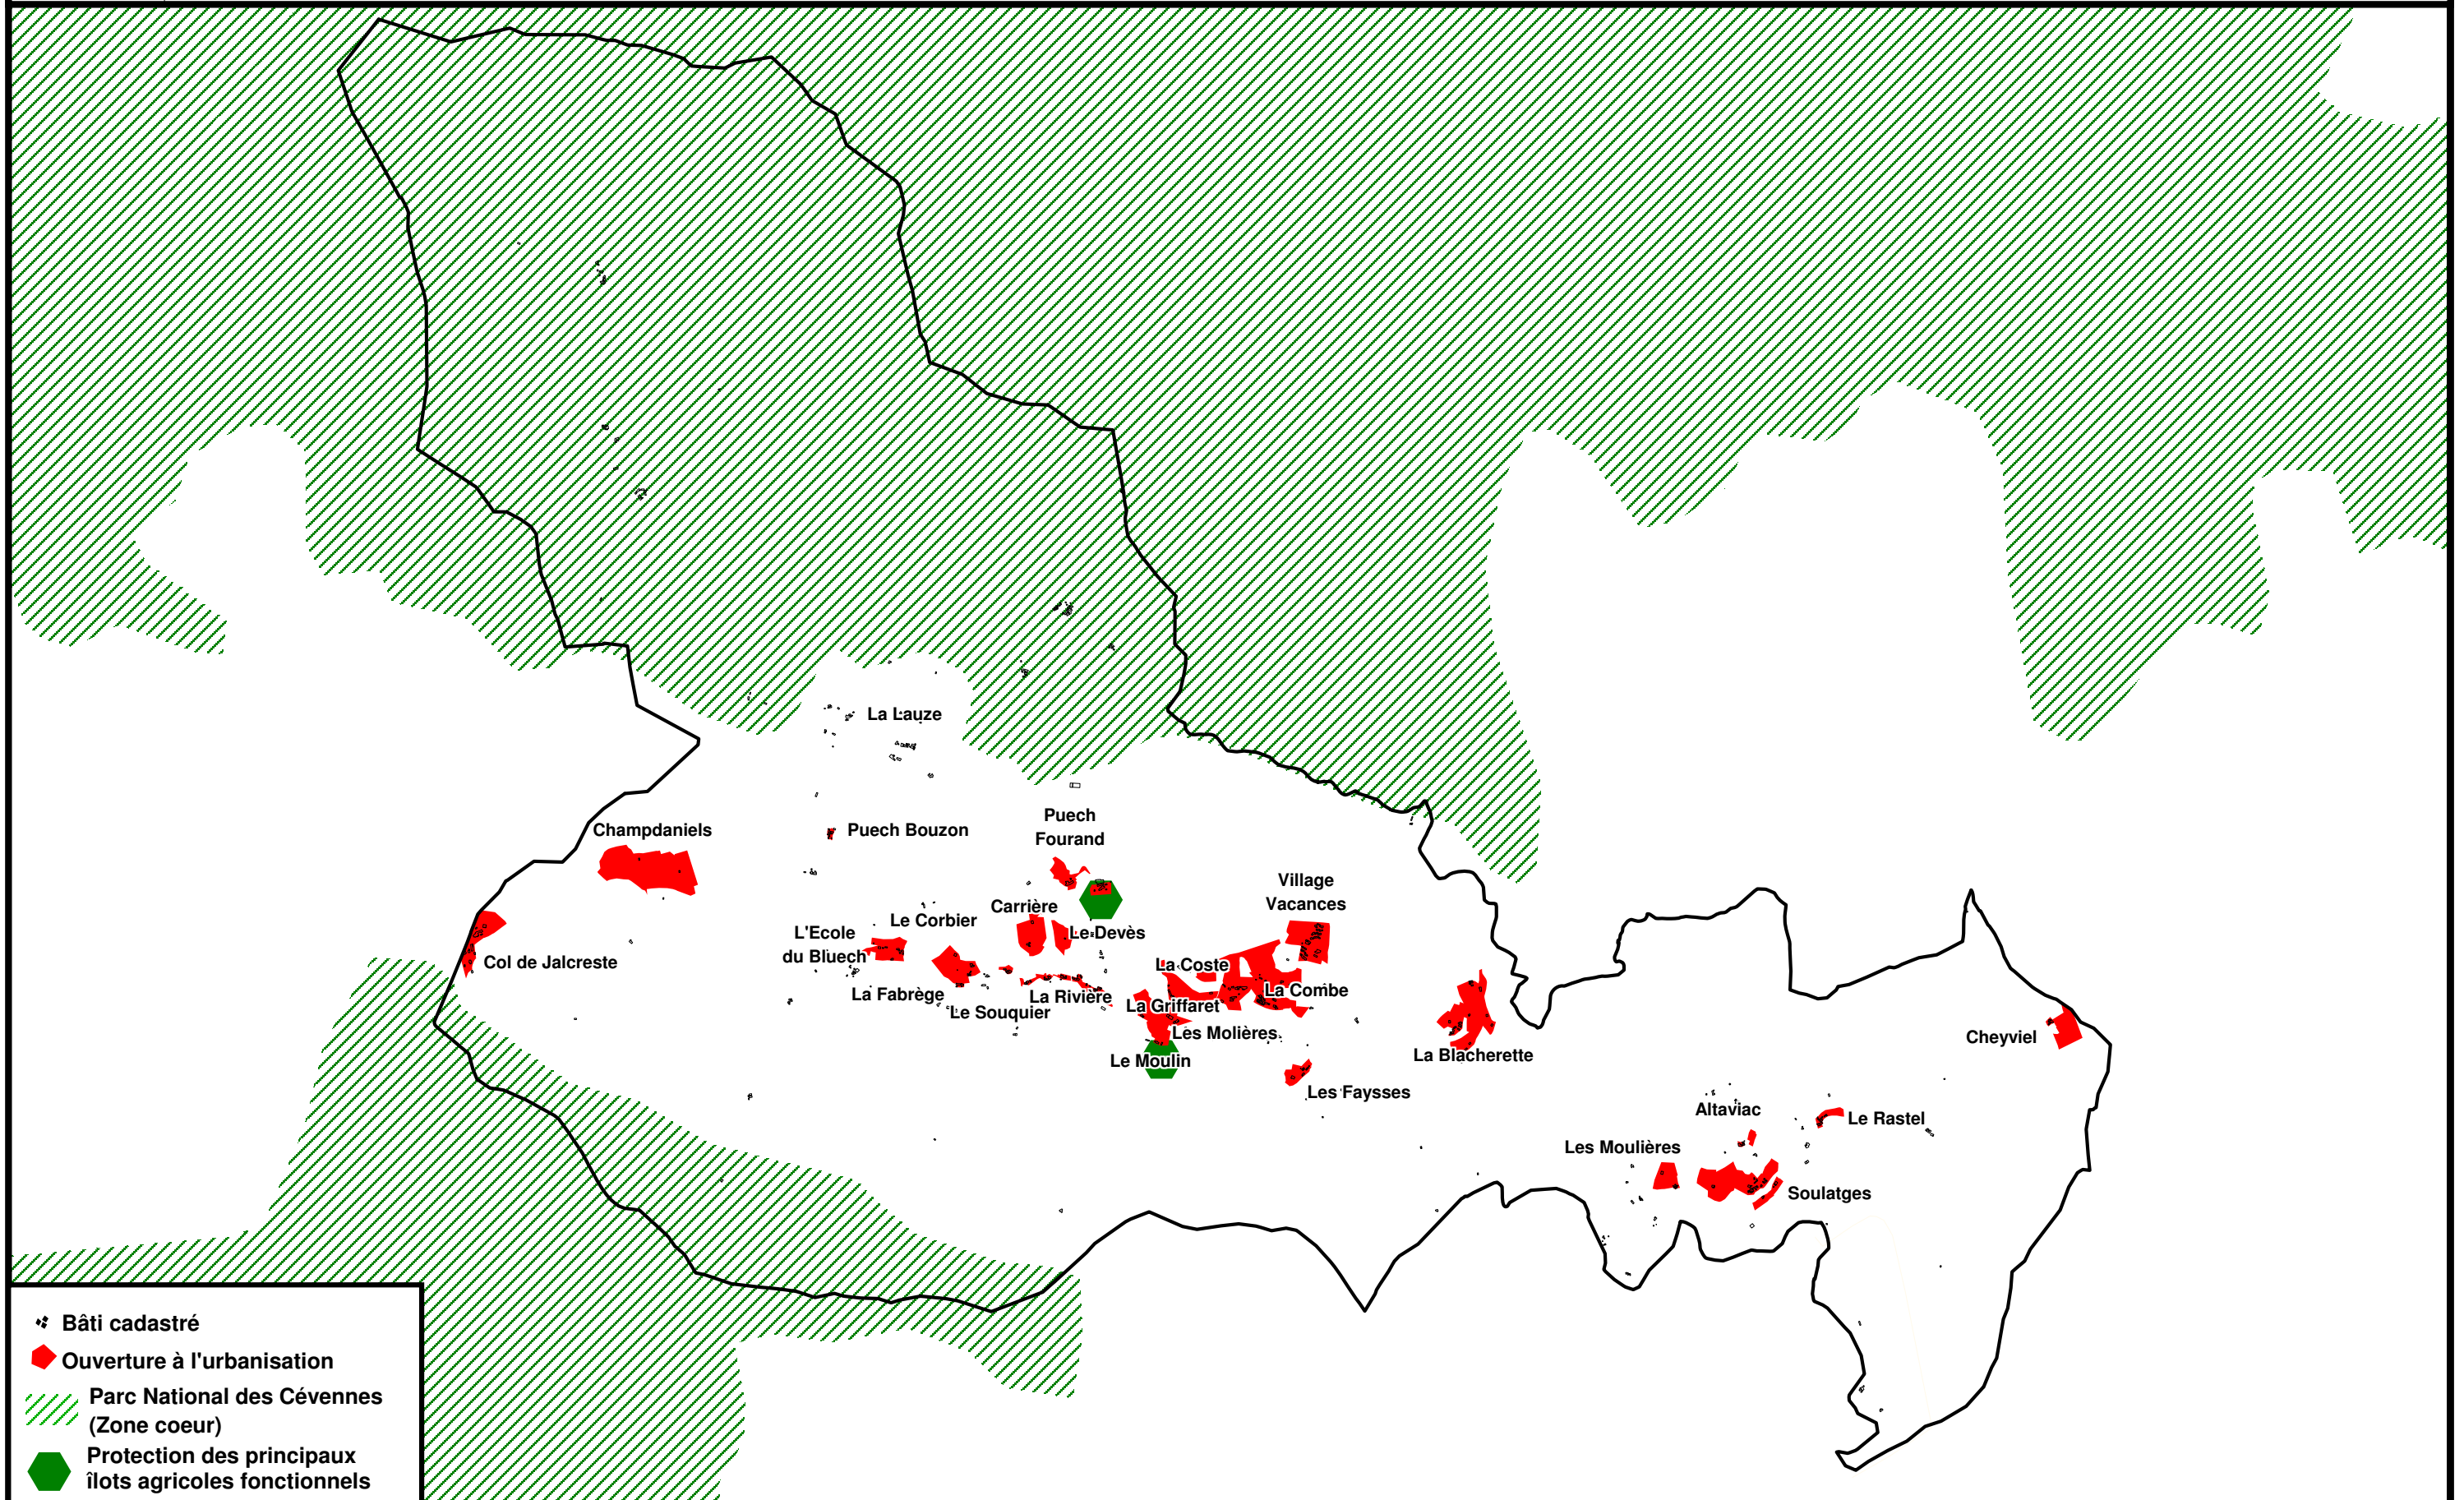 La Lauze
Puech
Fourand
Champdaniels
Puech Bouzon
Village
Vacances
Carrière
Le Corbier
L'Ecole
du Bluech
Le Devès
Col de Jalcreste
La Coste
La Combe
La Fabrège
La Rivière
La Griffaret
Le Souquier
Les Molières
Cheyviel
La Blacherette
Le Moulin
Les Faysses
Altaviac
Le Rastel
Les Moulières
Soulatges
Bâti cadastré
Ouverture à l'urbanisation
Parc National des Cévennes
(Zone coeur)
Protection des principaux
îlots agricoles fonctionnels